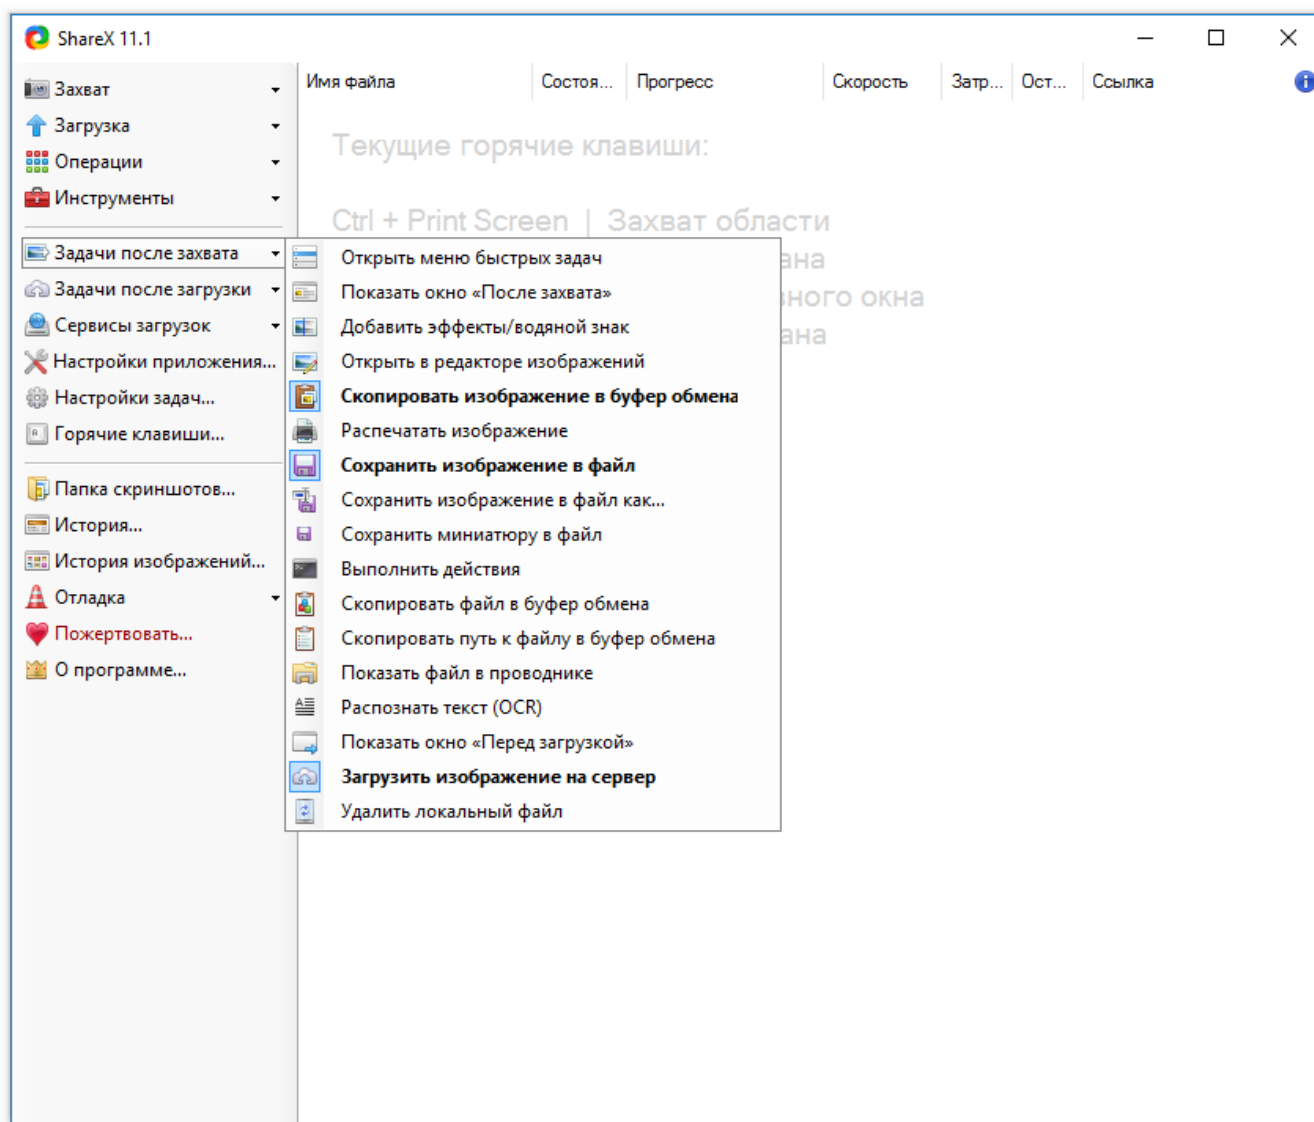 ShareX 11.1
Захват
Загрузка
Операции
Инструменты
Задачи после захвата
Задачи после загрузки
Сервисы загрузок
Настройки приложения...
Настройки задач...
Горячие клавиши...
Папка скриншотов...
История...
История изображений...
Отладка
Пожертвовать...
О программе...
Имя файла Состоя... Прогресс Скорость Затр... Ост... Ссылка
Текущие горячие клавиши:
Ctrl + Print Screen | Захват области
ана
ного окна
ана
Открыть меню быстрых задач
Показать окно «После захвата»
Добавить эффекты/водяной знак
Открыть в редакторе изображений
Скопировать изображение в буфер обмена
Распечатать изображение
Сохранить изображение в файл
Сохранить изображение в файл как...
Сохранить миниатюру в файл
Выполнить действия
Скопировать файл в буфер обмена
Скопировать путь к файлу в буфер обмена
Показать файл в проводнике
Распознать текст (OCR)
Показать окно «Перед загрузкой»
Загрузить изображение на сервер
Удалить локальный файл